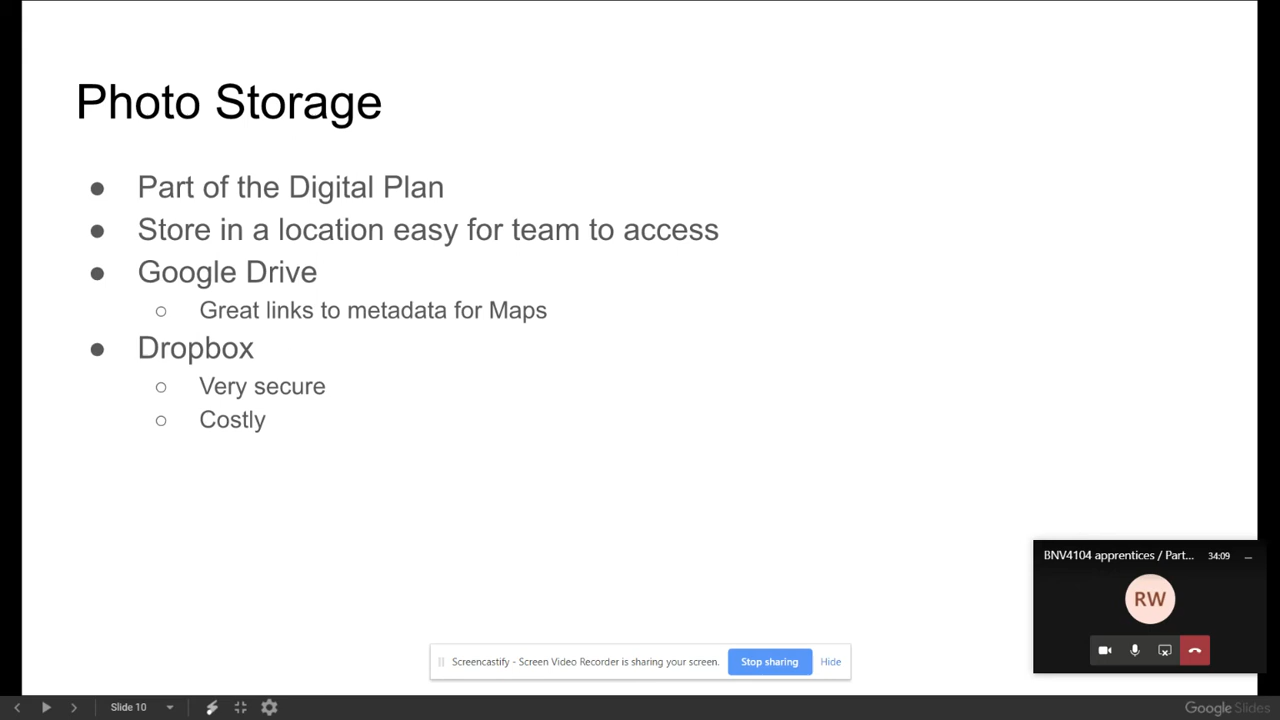 Photo Storage
● Part of the Digital Plan
● Store in a location easy for team to access
● Google Drive
○ Great links to metadata for Maps
● Dropbox
○ Very secure
○ Costly
BNV4104 apprentices / Part... 34:09
RW
Screencastify - Screen Video Recorder is sharing your screen. Stop sharing Hide
Slide 10
Google Slides